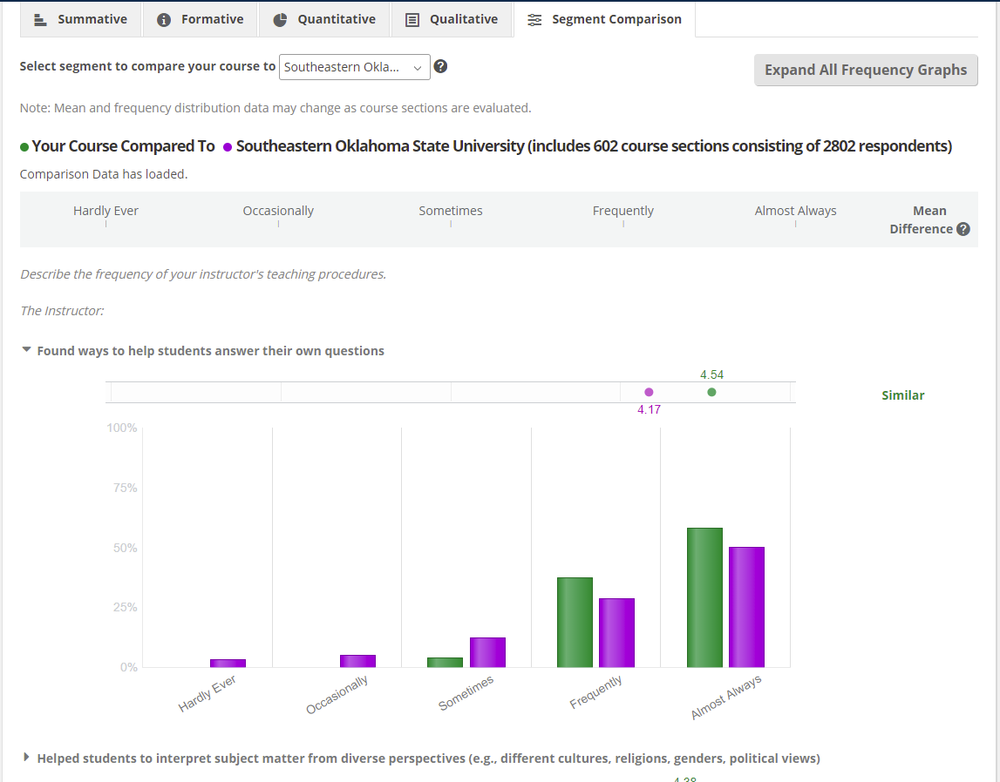 Summative Formative Quantitative Qualitative Segment Comparison
Select segment to compare your course to Southeastern Okla... ? Expand All Frequency Graphs
Note: Mean and frequency distribution data may change as course sections are evaluated.
Your Course Compared To Southeastern Oklahoma State University (includes 602 course sections consisting of 2802 respondents)
Comparison Data has loaded.
Hardly Ever Occasionally Sometimes Frequently Almost Always Mean
Difference ?
Describe the frequency of your instructor's teaching procedures.
The Instructor:
Found ways to help students answer their own questions
4.54
Similar
4.17
100%
75%
50%
25%
0%
Hardly Ever Occasionally Sometimes Frequently Almost Always
Helped students to interpret subject matter from diverse perspectives (e.g., different cultures, religions, genders, political views)
4.38